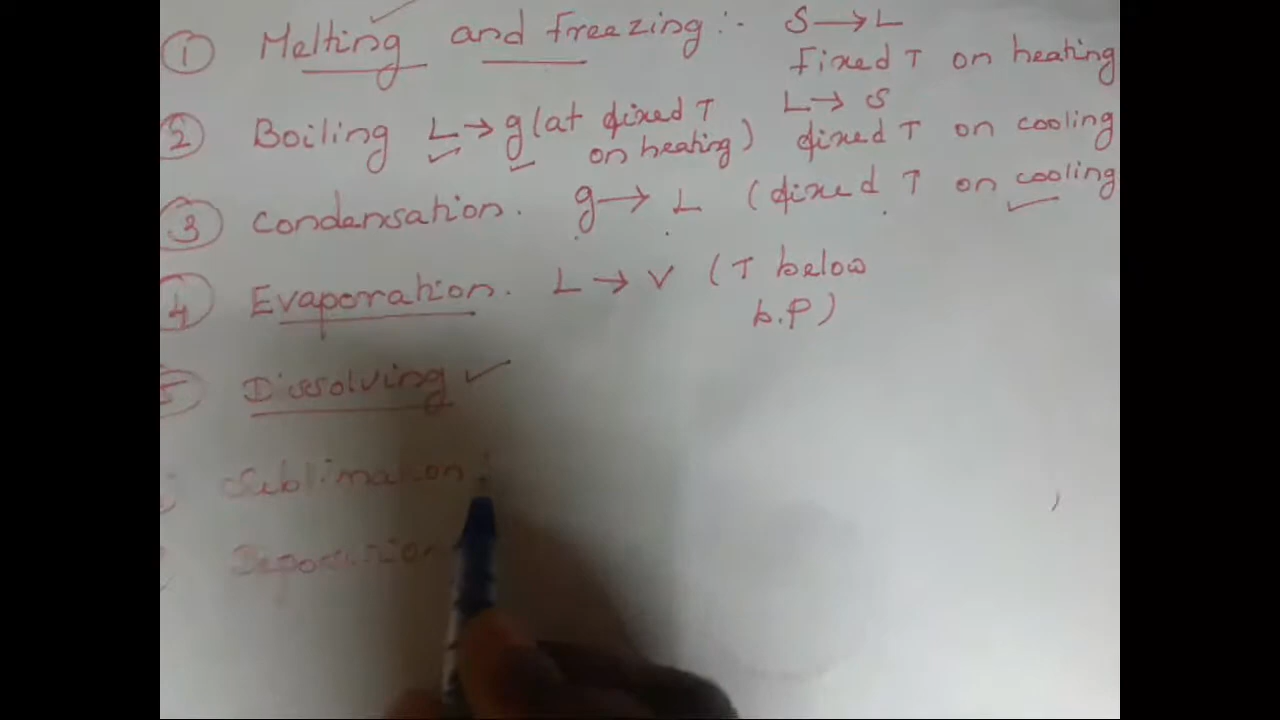 ① Melting and freezing :- S → L
fixed T on heating
L → S
② Boiling L → g (at fixed T on heating) fixed T on cooling
③ Condensation. g → L (fixed T on cooling
④ Evaporation. L → V (T below b.p)
5 Dissolving ✓
Sublimation
Deposition